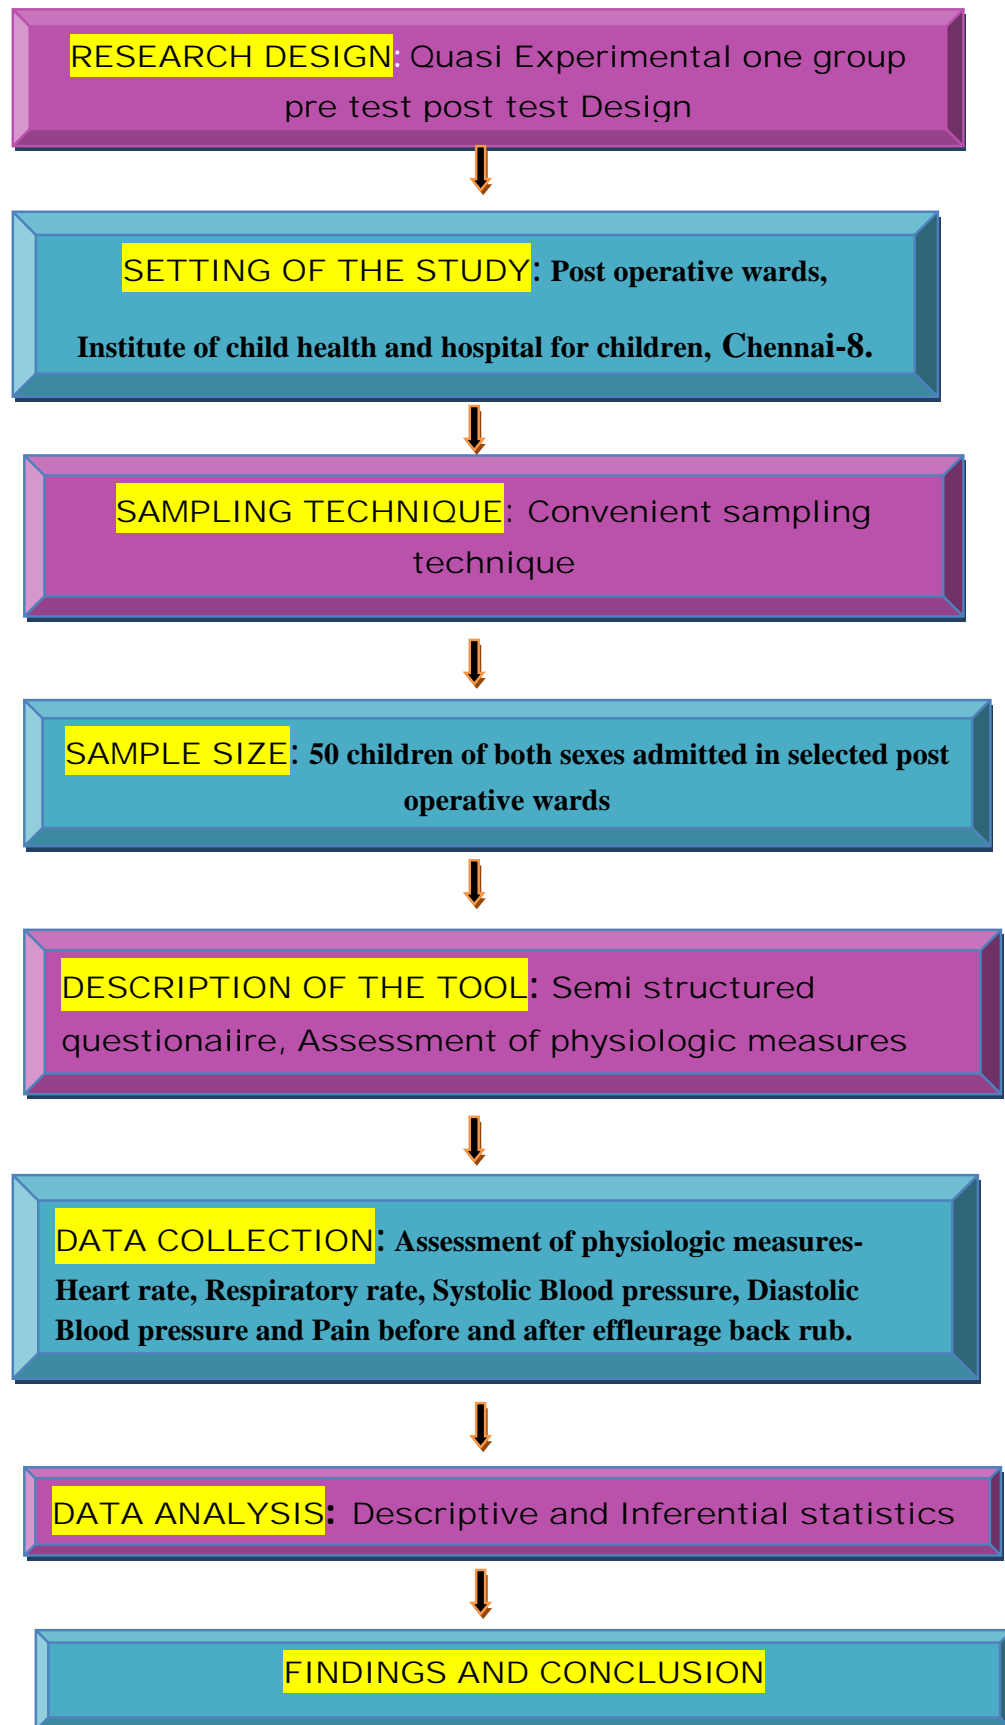 RESEARCH DESIGN: Quasi Experimental one group
pre test post test Design
SETTING OF THE STUDY: Post operative wards,
Institute of child health and hospital for children, Chennai-8.
SAMPLING TECHNIQUE: Convenient sampling
technique
SAMPLE SIZE: 50 children of both sexes admitted in selected post
operative wards
DESCRIPTION OF THE TOOL: Semi structured
questionaiire, Assessment of physiologic measures
DATA COLLECTION: Assessment of physiologic measures-
Heart rate, Respiratory rate, Systolic Blood pressure, Diastolic
Blood pressure and Pain before and after effleurage back rub.
DATA ANALYSIS: Descriptive and Inferential statistics
FINDINGS AND CONCLUSION